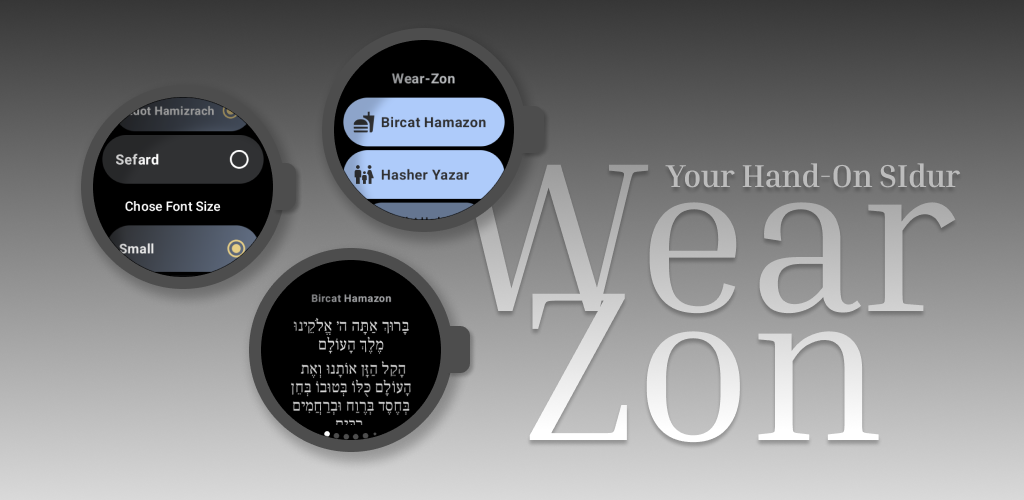 Wear-Zon
Bircat Hamazon
Hasher Yazar
Hamizrach
Sefard
Chose Font Size
Small
Bircat Hamazon
בָּרוּךְ אַתָּה ה׳ אֱלֹקֵינוּ
מֶלֶךְ הָעוֹלָם
הָקֵל הַזָּן אוֹתָנוּ וְאֶת
הָעוֹלָם כֻּלּוֹ בְּטוּבוֹ בְּחֵן
בְּחֶסֶד בְּרֶוַח וּבְרַחֲמִים
Your Hand-On SIdur
Wear
Zon